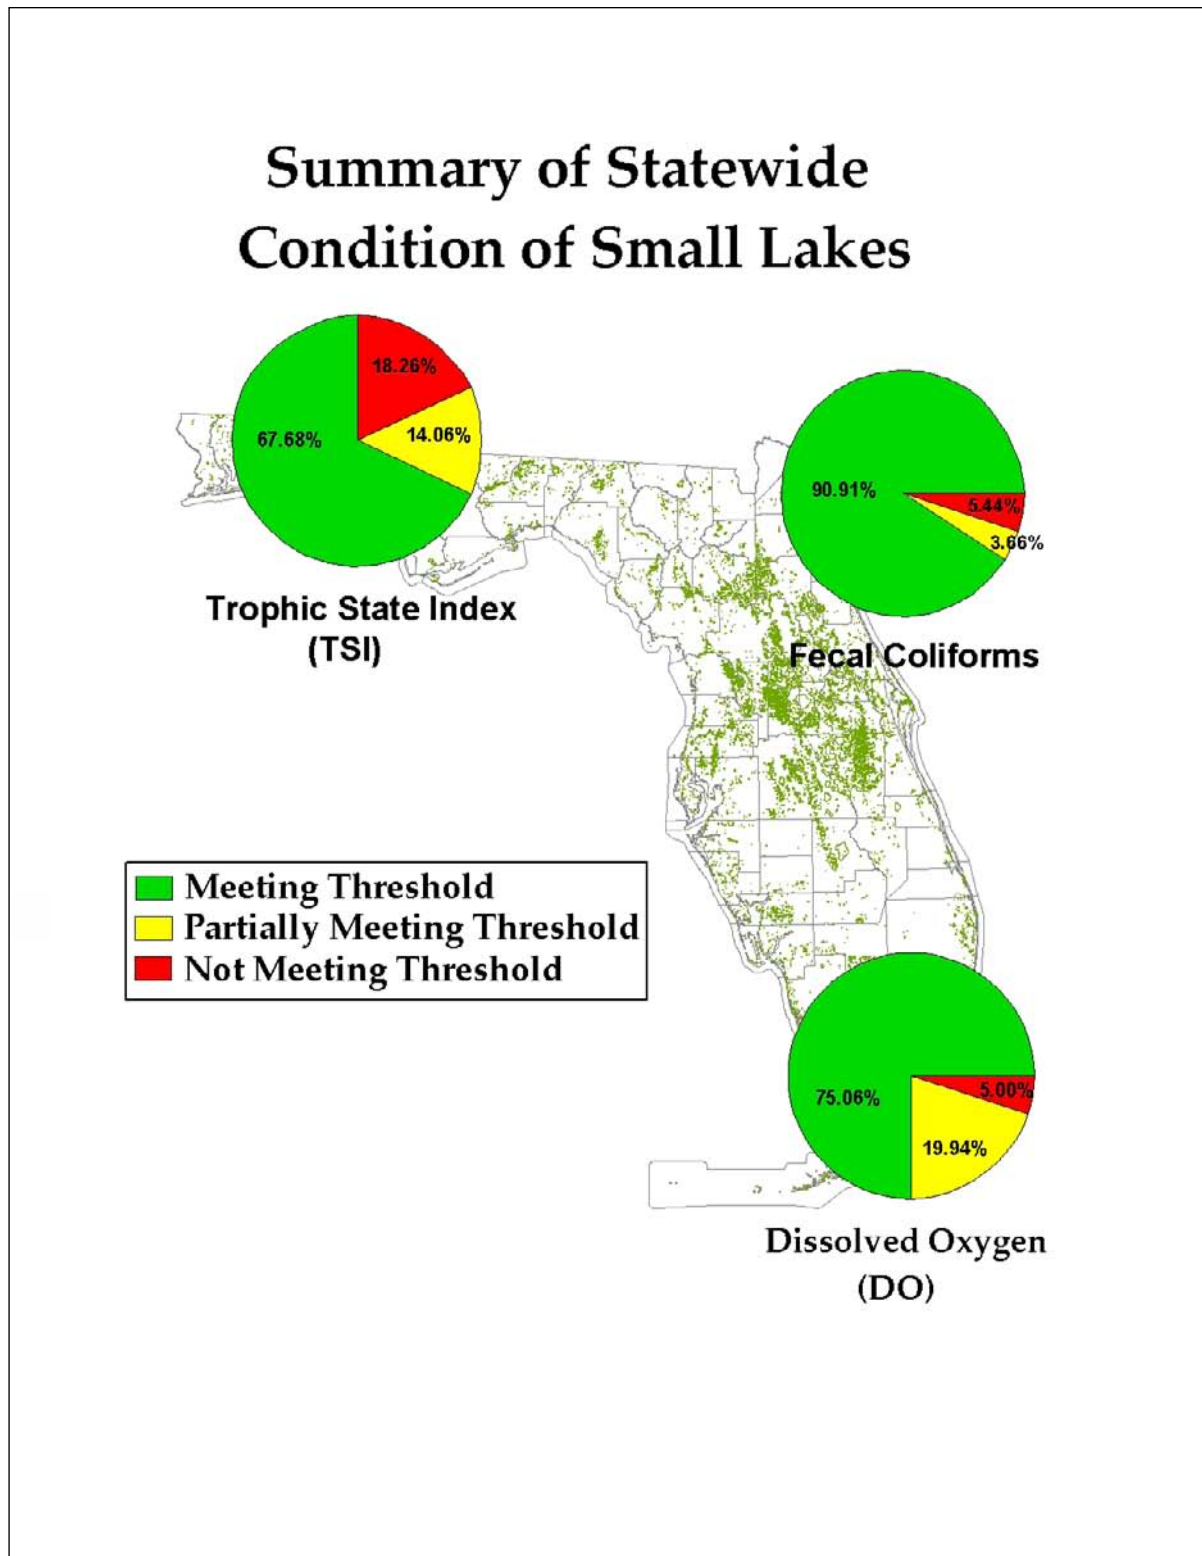 Summary of Statewide
Condition of Small Lakes
18.26%
67.68%
14.06%
Trophic State Index
(TSI)
90.91%
5.44%
3.66%
Fecal Coliforms
Meeting Threshold
Partially Meeting Threshold
Not Meeting Threshold
75.06%
5.00%
19.94%
Dissolved Oxygen
(DO)